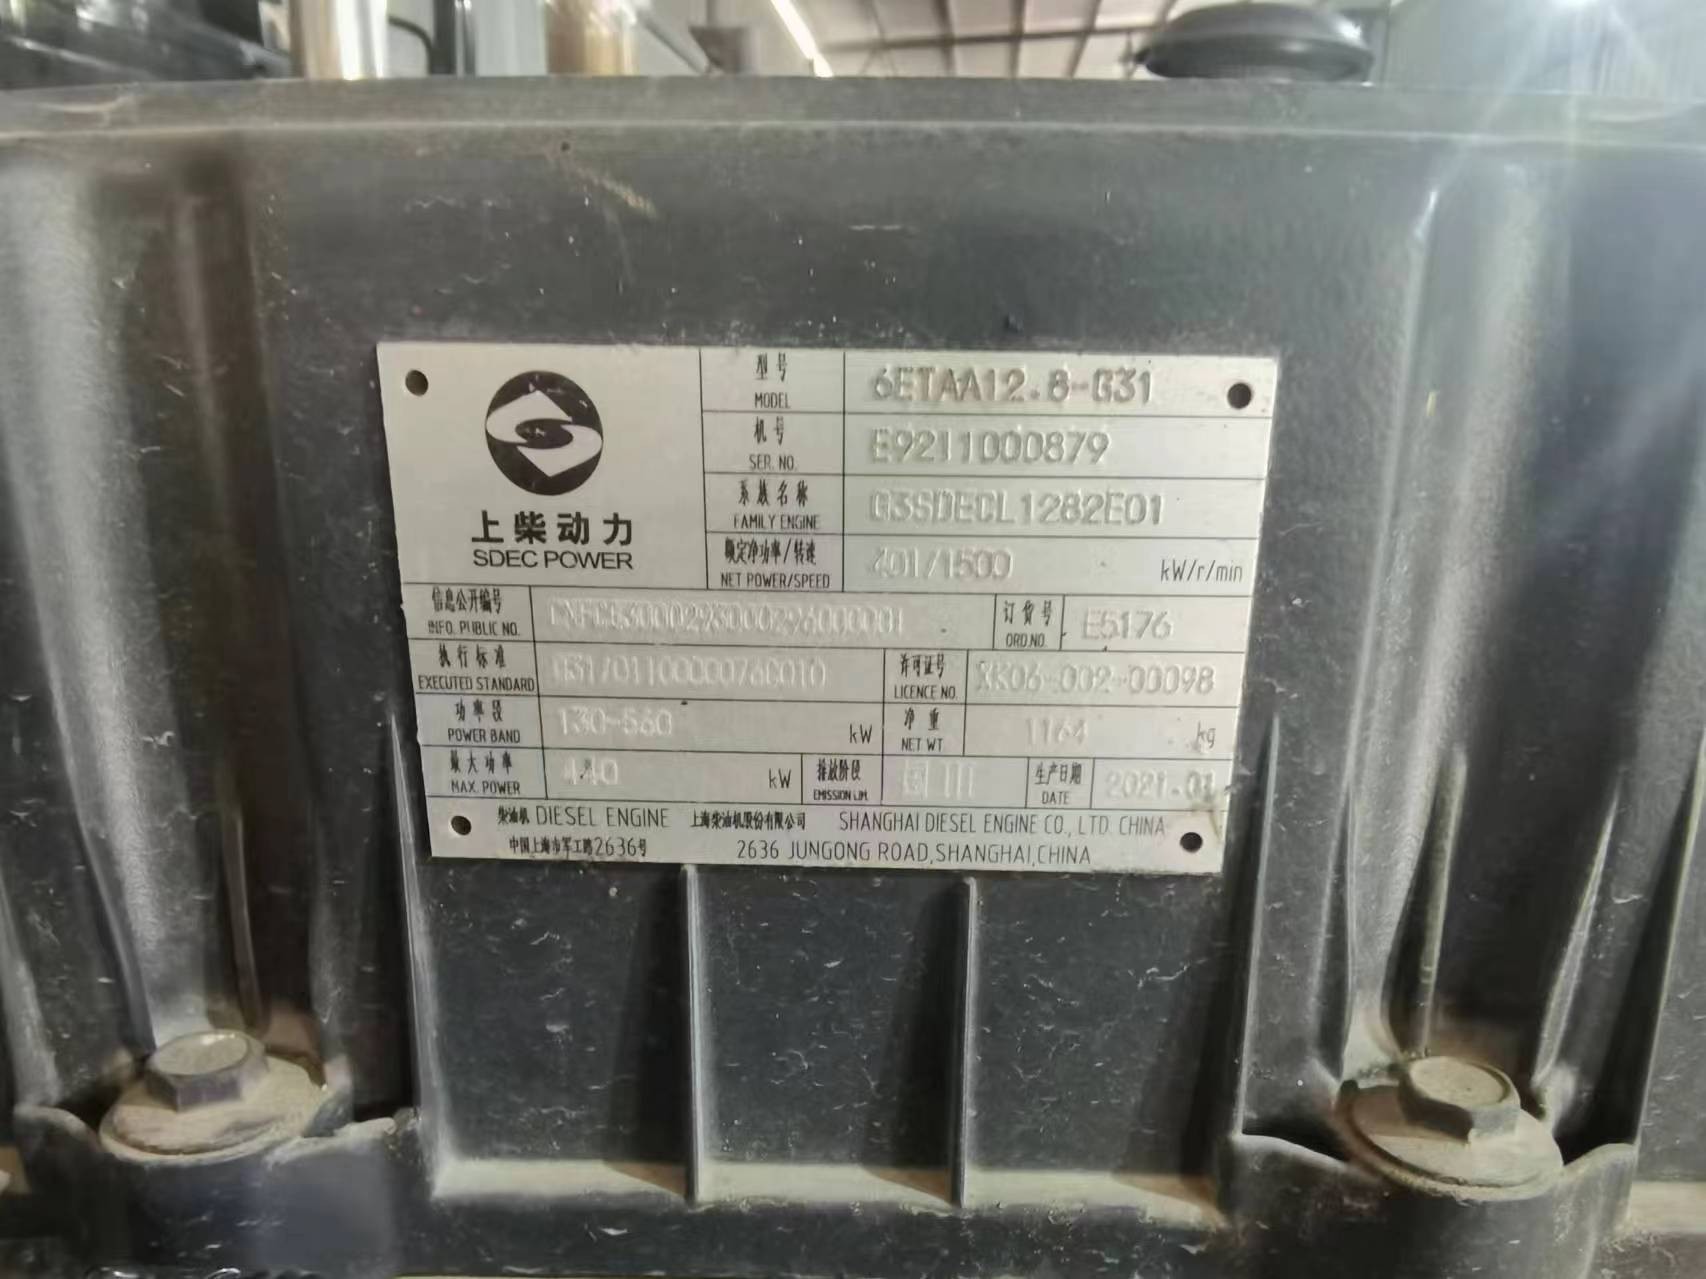 上柴动力
SDEC POWER
型号
MODEL
6ETAA12.8-G31
机号
SER. NO.
E9211000879
系族名称
FAMILY ENGINE
G3SDECL1282E01
额定净功率/转速
NET POWER/SPEED
401/1500 kW/r/min
信息公开编号
INFO. PUBLIC NO.
订货号
ORD.NO.
E5176
执行标准
EXECUTED STANDARD
许可证号
LICENCE NO.
XK06-002-00098
功率段
POWER BAND
130-560 kW
净重
NET WT
1164 kg
最大功率
MAX. POWER
440 kW
排放阶段
EMISSION LIM.
国III
生产日期
DATE
2021.01
柴油机 DIESEL ENGINE 上海柴油机股份有限公司 SHANGHAI DIESEL ENGINE CO., LTD. CHINA
中国上海市军工路2636号 2636 JUNGONG ROAD,SHANGHAI,CHINA